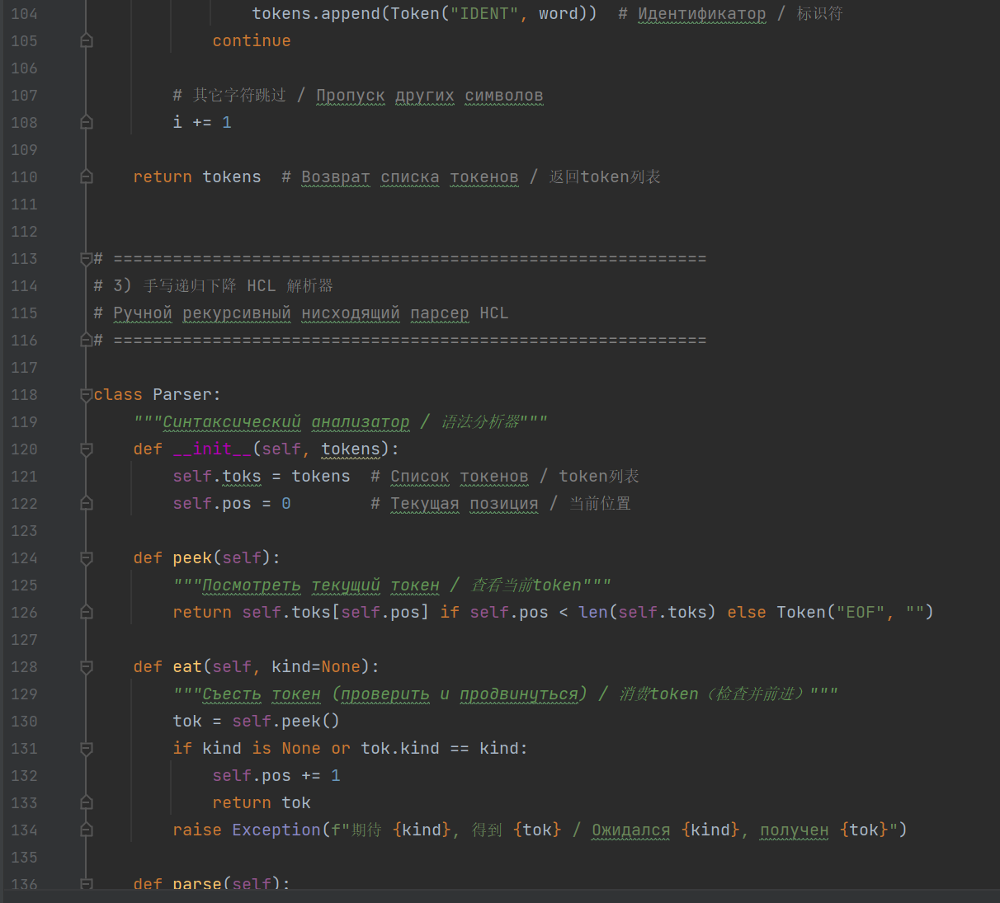 104 tokens.append(Token("IDENT", word))  # Идентификатор / 标识符
105 continue
106
107 # 其它字符跳过 / Пропуск других символов
108 i += 1
109
110 return tokens  # Возврат списка токенов / 返回token列表
111
112
113 # ============================================================
114 # 3) 手写递归下降 HCL 解析器
115 # Ручной рекурсивный нисходящий парсер HCL
116 # ============================================================
117
118 class Parser:
119 """Синтаксический анализатор / 语法分析器"""
120 def __init__(self, tokens):
121 self.toks = tokens  # Список токенов / token列表
122 self.pos = 0        # Текущая позиция / 当前位置
123
124 def peek(self):
125 """Посмотреть текущий токен / 查看当前token"""
126 return self.toks[self.pos] if self.pos < len(self.toks) else Token("EOF", "")
127
128 def eat(self, kind=None):
129 """Съесть токен (проверить и продвинуться) / 消费token（检查并前进）"""
130 tok = self.peek()
131 if kind is None or tok.kind == kind:
132 self.pos += 1
133 return tok
134 raise Exception(f"期待 {kind}, 得到 {tok} / Ожидался {kind}, получен {tok}")
135
136 def parse(self):